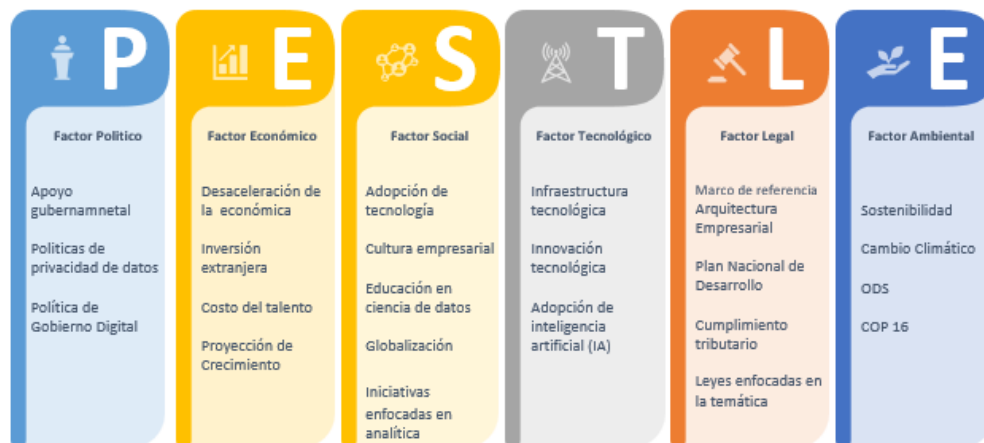 P
Factor Politico
Apoyo
gubernamnetal
Politicas de
privacidad de datos
Política de
Gobierno Digital
E
Factor Económico
Desaceleración de
la económica
Inversión
extranjera
Costo del talento
Proyección de
Crecimiento
S
Factor Social
Adopción de
tecnología
Cultura empresarial
Educación en
ciencia de datos
Globalización
Iniciativas
enfocadas en
analítica
T
Factor Tecnológico
Infraestructura
tecnológica
Innovación
tecnológica
Adopción de
inteligencia
artificial (IA)
L
Factor Legal
Marco de referencia
Arquitectura
Empresarial
Plan Nacional de
Desarrollo
Cumplimiento
tributario
Leyes enfocadas en
la temática
E
Factor Ambiental
Sostenibilidad
Cambio Climático
ODS
COP 16